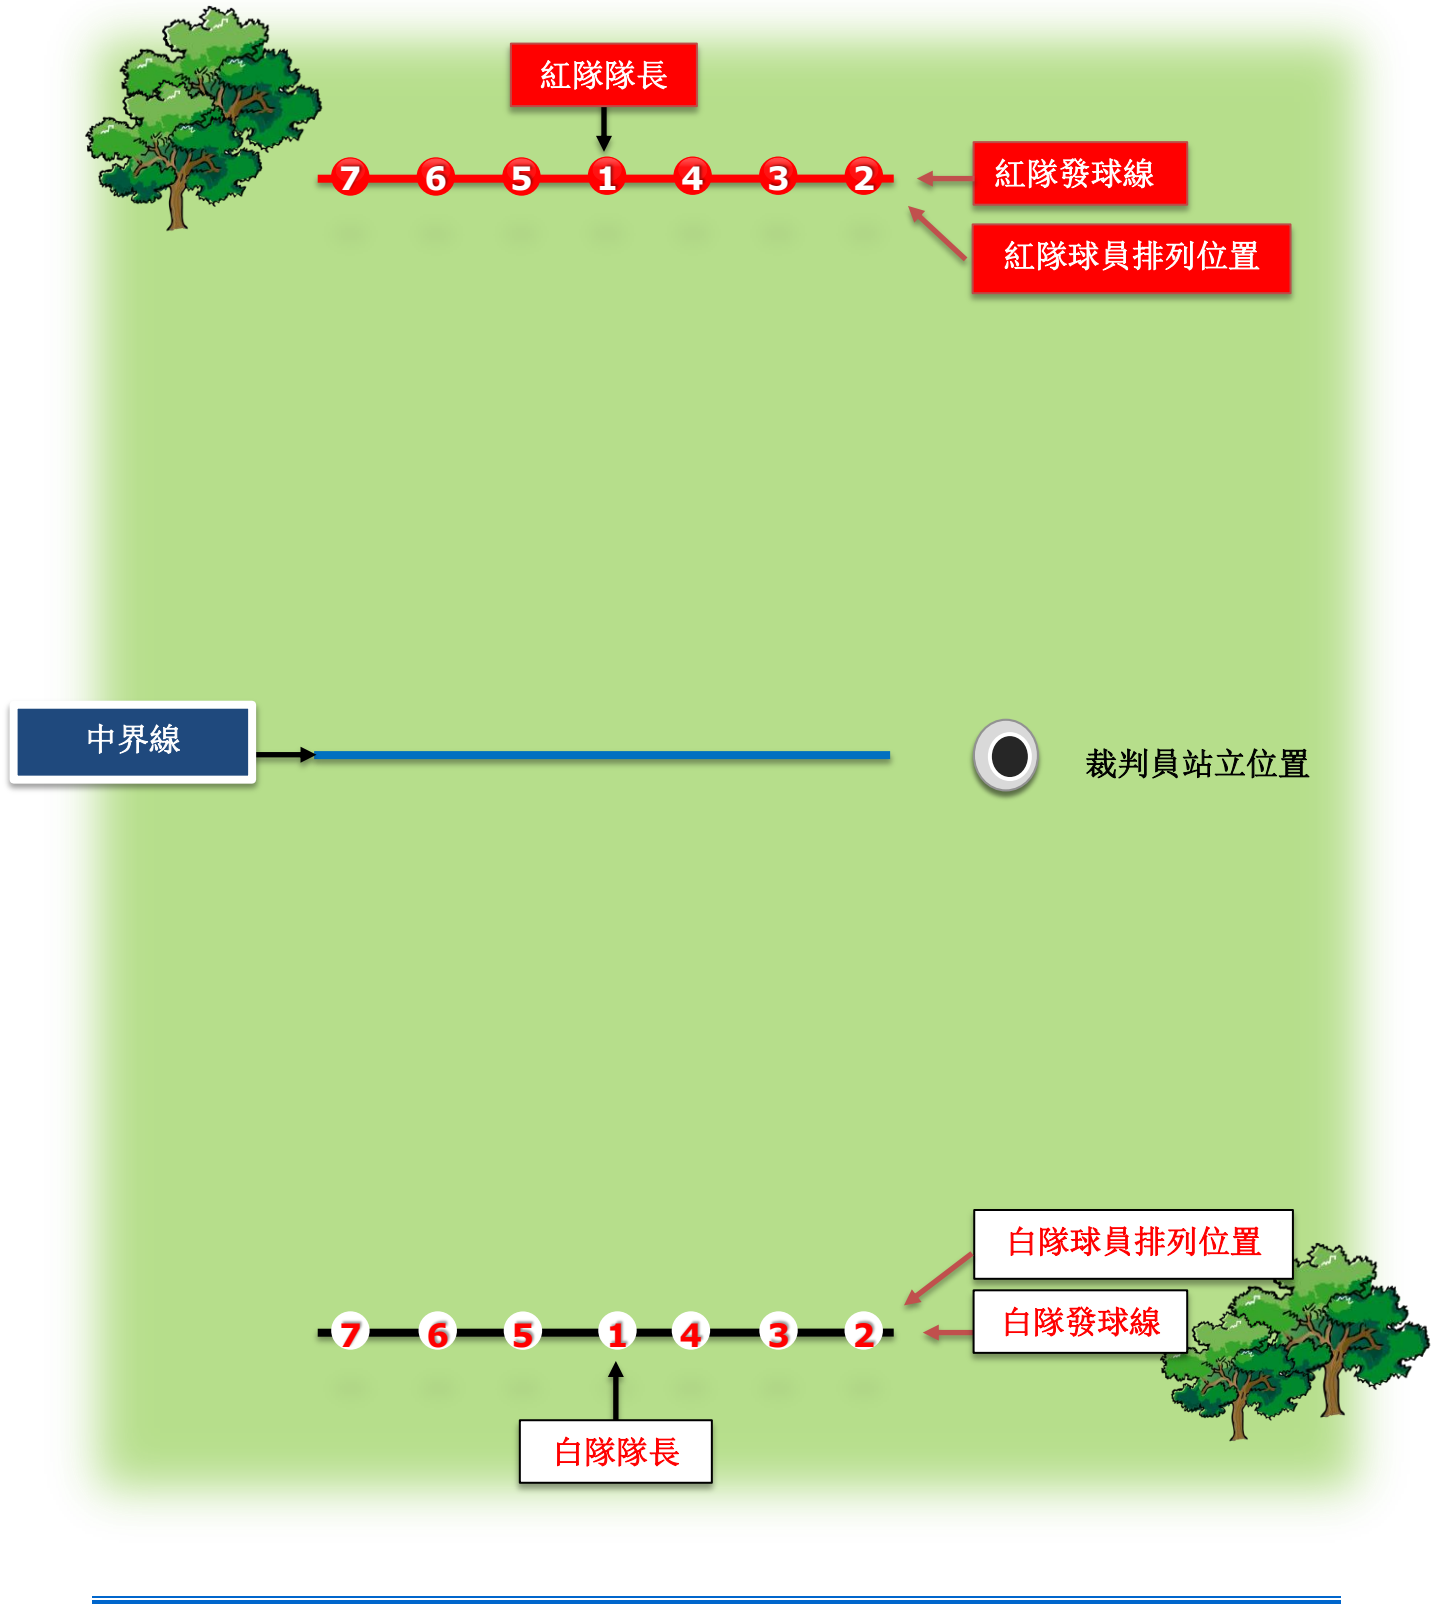 紅隊隊長
7 6 5 1 4 3 2
紅隊發球線
紅隊球員排列位置
中界線
裁判員站立位置
白隊球員排列位置
白隊發球線
7 6 5 1 4 3 2
白隊隊長